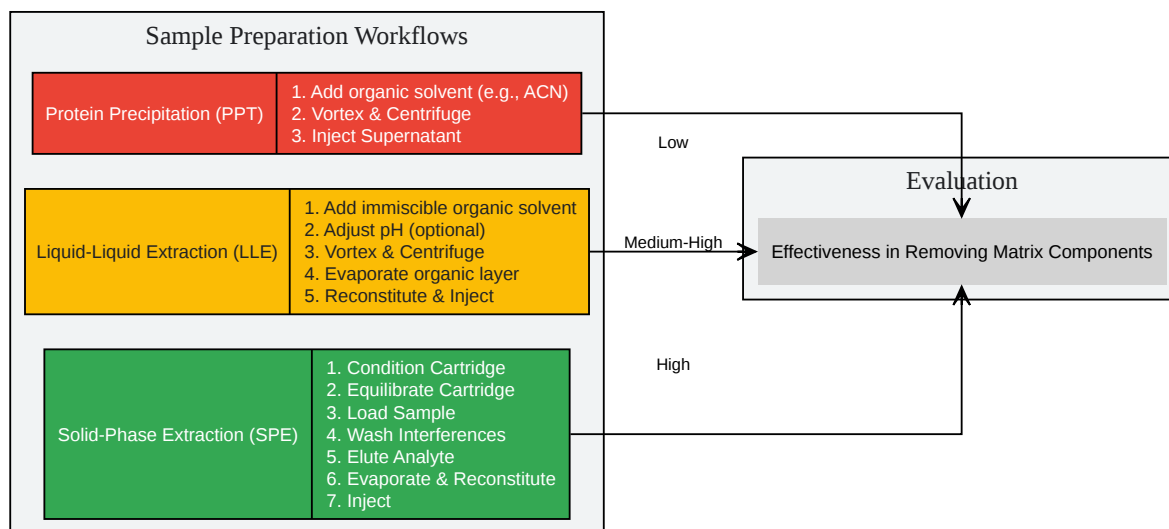 Sample Preparation Workflows
Protein Precipitation (PPT)
1. Add organic solvent (e.g., ACN)
2. Vortex & Centrifuge
3. Inject Supernatant
Low
Liquid-Liquid Extraction (LLE)
1. Add immiscible organic solvent
2. Adjust pH (optional)
3. Vortex & Centrifuge
4. Evaporate organic layer
5. Reconstitute & Inject
Medium-High
Evaluation
Effectiveness in Removing Matrix Components
Solid-Phase Extraction (SPE)
1. Condition Cartridge
2. Equilibrate Cartridge
3. Load Sample
4. Wash Interferences
5. Elute Analyte
6. Evaporate & Reconstitute
7. Inject
High